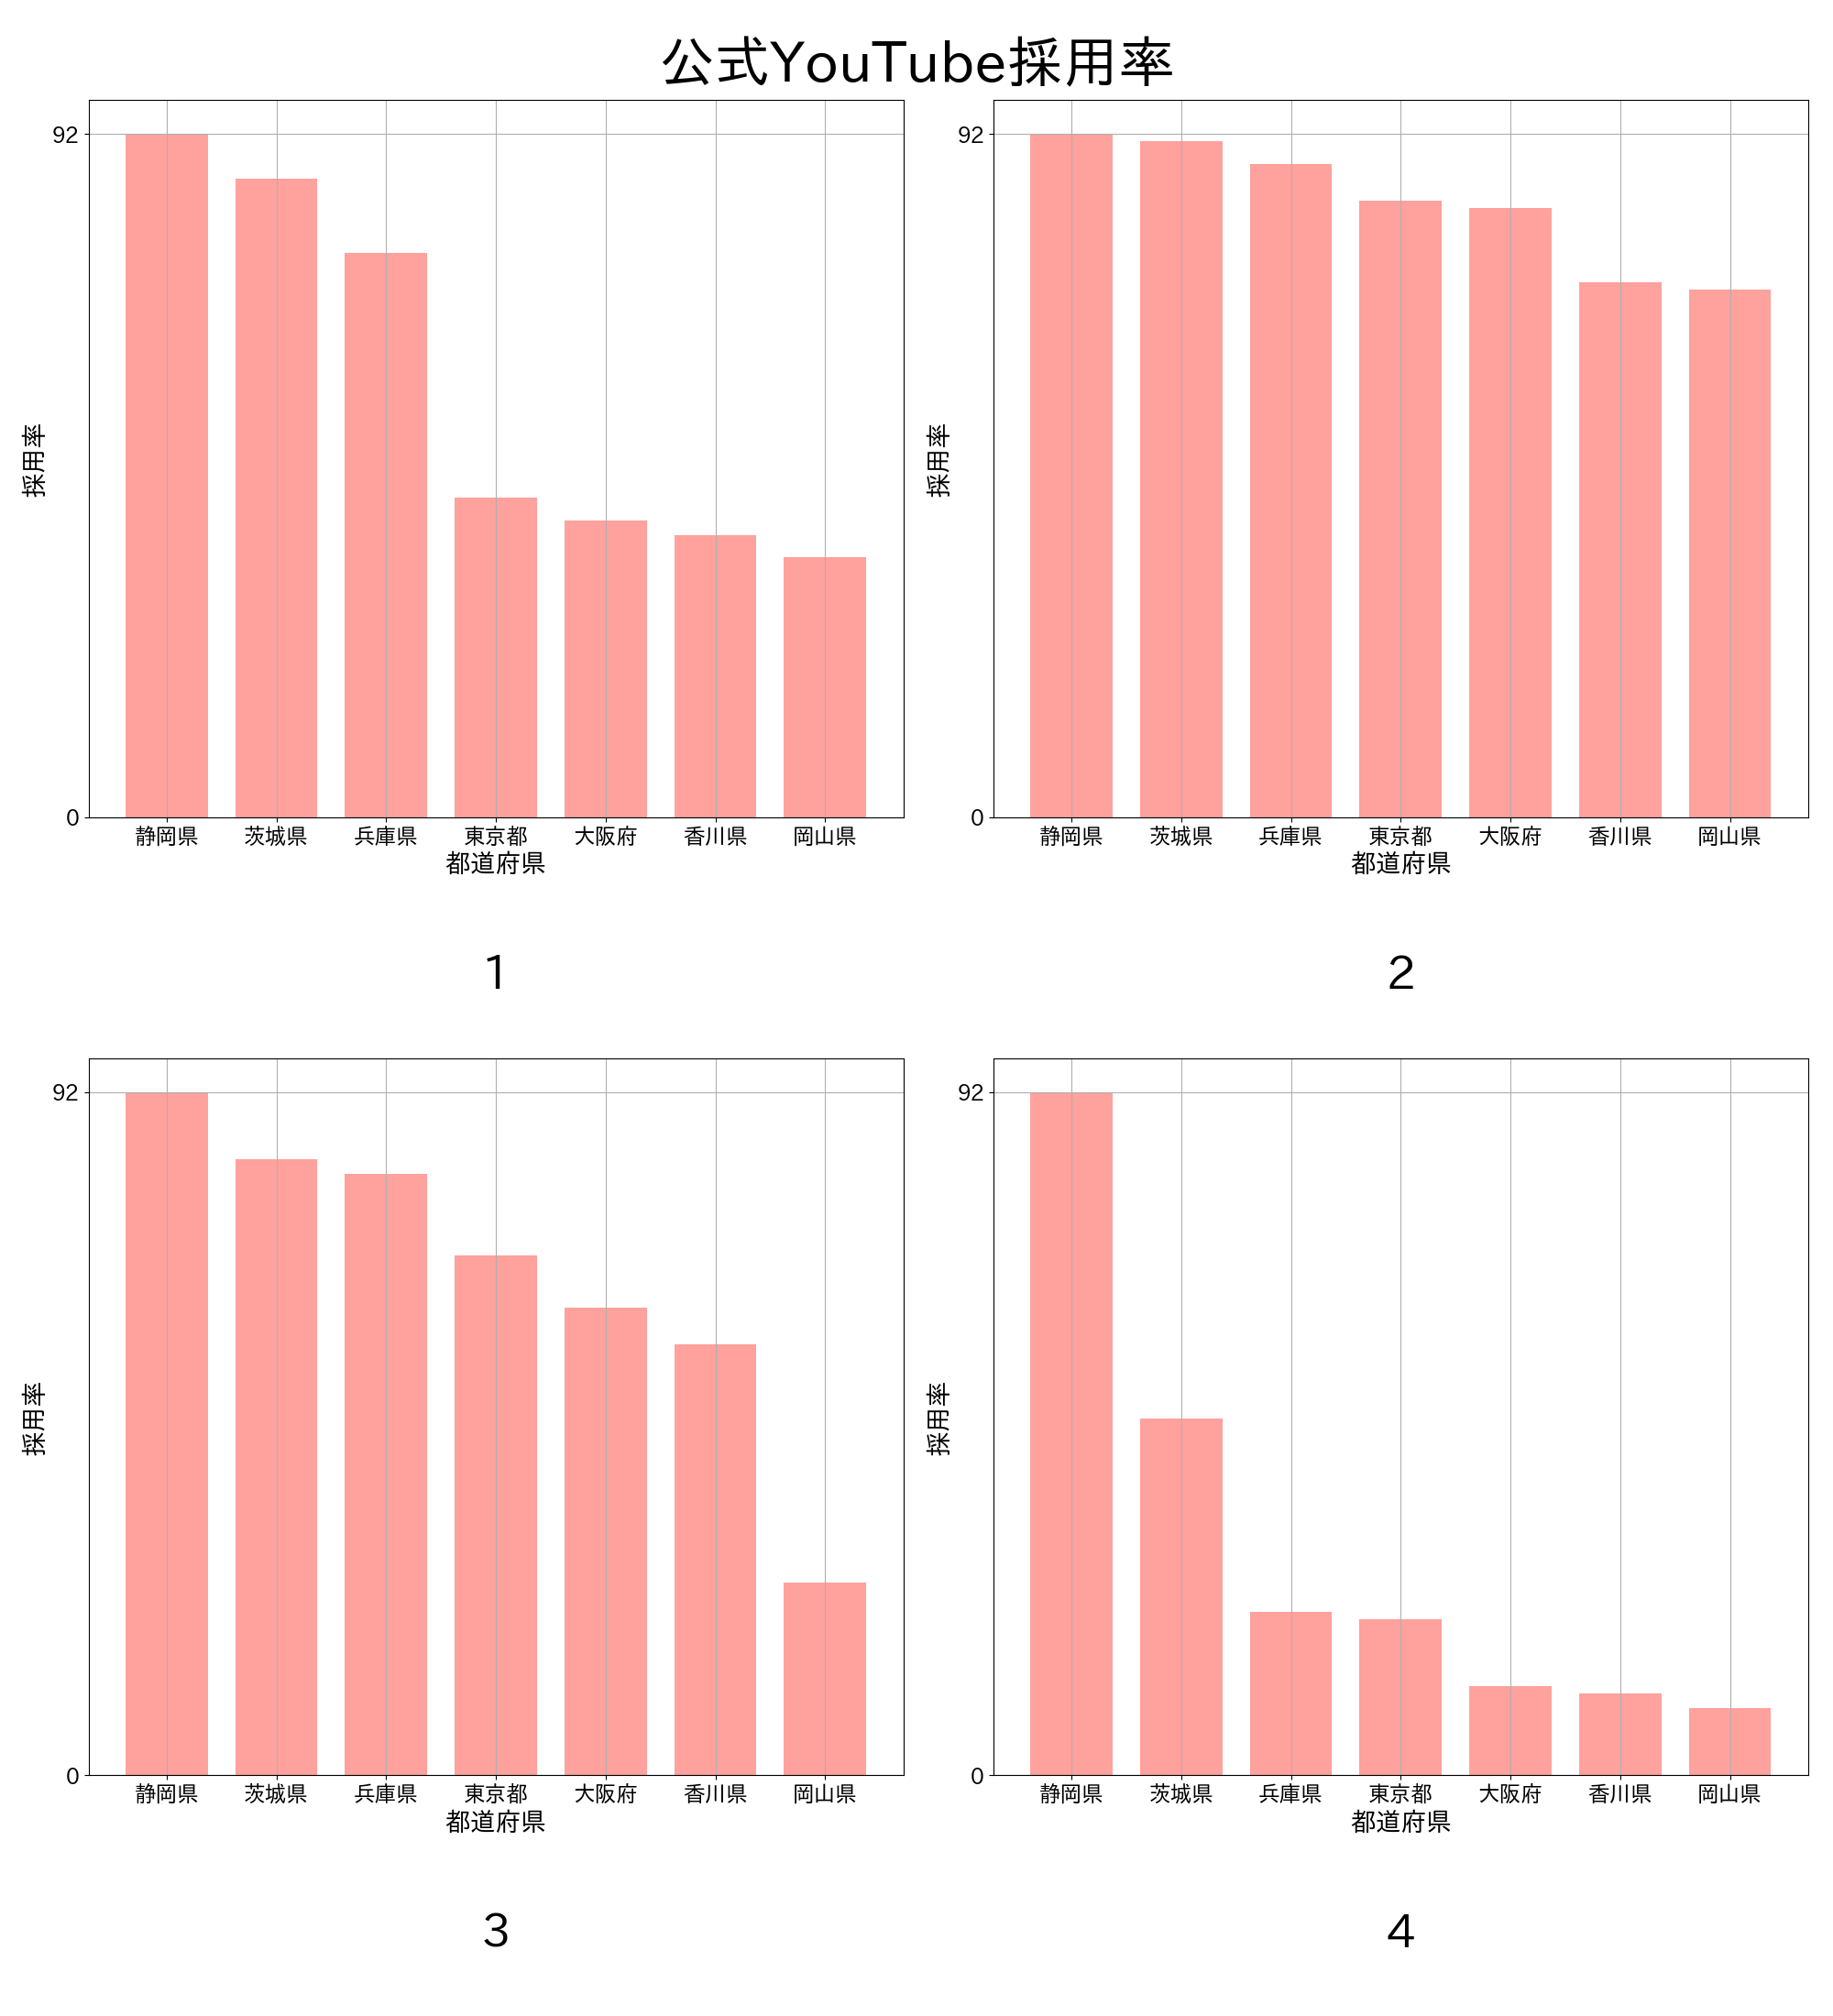 公式YouTube採用率
92
0
採用率
静岡県 茨城県 兵庫県 東京都 大阪府 香川県 岡山県
都道府県
1
92
0
採用率
静岡県 茨城県 兵庫県 東京都 大阪府 香川県 岡山県
都道府県
2
92
0
採用率
静岡県 茨城県 兵庫県 東京都 大阪府 香川県 岡山県
都道府県
3
92
0
採用率
静岡県 茨城県 兵庫県 東京都 大阪府 香川県 岡山県
都道府県
4